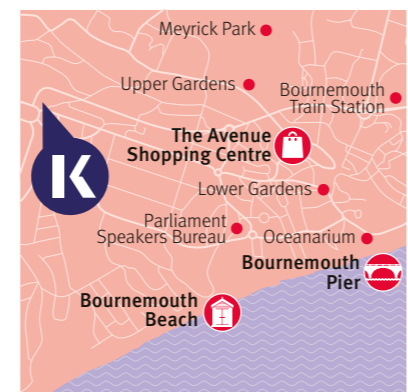 Meyrick Park
Upper Gardens
Bournemouth
Train Station
The Avenue
Shopping Centre
K
Lower Gardens
Parliament
Speakers Bureau
Oceanarium
Bournemouth
Pier
Bournemouth
Beach